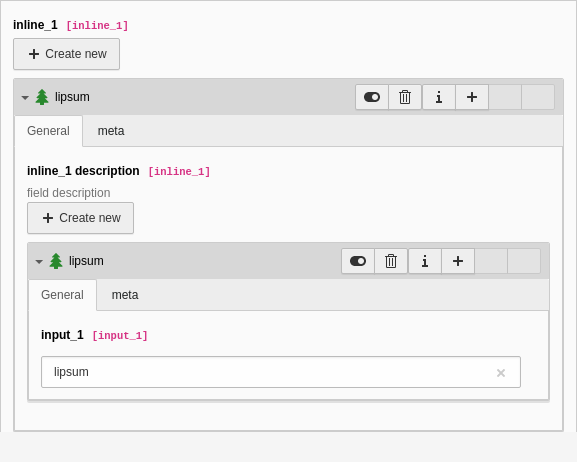 inline_1 [inline_1]
Create new
lipsum
General meta
inline_1 description [inline_1]
field description
Create new
lipsum
General meta
input_1 [input_1]
lipsum